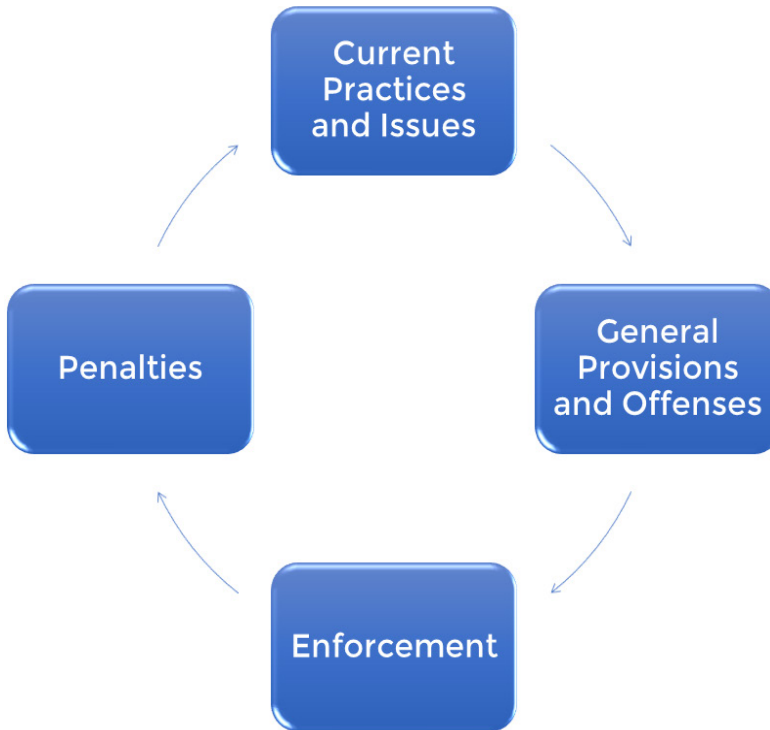 Current
Practices
and Issues
General
Provisions
and Offenses
Enforcement
Penalties